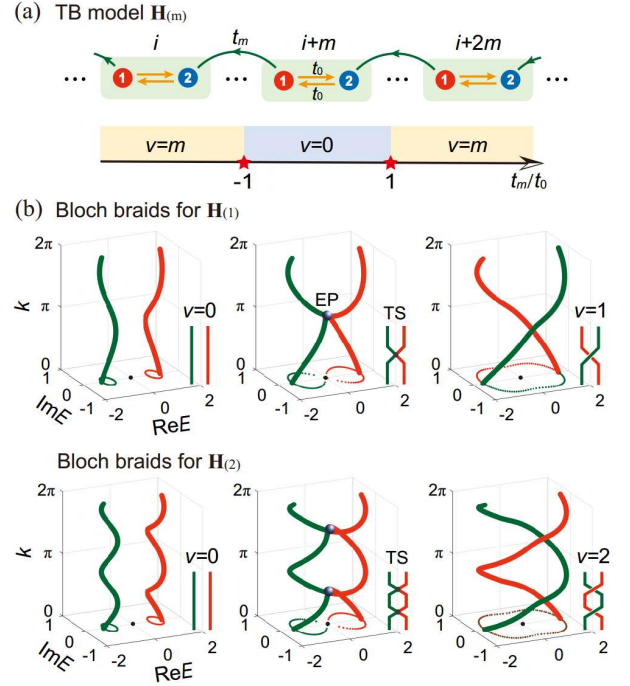 (a) TB model H(m)
i tm i+m i+2m
... 1 2 ... 1 t0 t0 2 ... 1 2 ...
v=m v=0 v=m
-1 1 tm/t0
(b) Bloch braids for H(1)
2π
k π EP TS
v=0 v=1
0
1 0 -1 ImE -2 0 2 ReE
1 0 -1 -2 0 2
1 0 -1 -2 0 2
Bloch braids for H(2)
2π 2π 2π
k π π π
v=0 TS v=2
0 0 0
1 0 -1 ImE -2 0 2 ReE
1 0 -1 -2 0 2
1 0 -1 -2 0 2